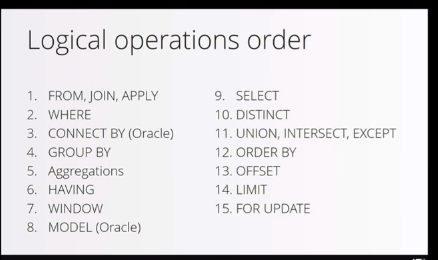 Logical operations order
1. FROM, JOIN, APPLY
2. WHERE
3. CONNECT BY (Oracle)
4. GROUP BY
5. Aggregations
6. HAVING
7. WINDOW
8. MODEL (Oracle)
9. SELECT
10. DISTINCT
11. UNION, INTERSECT, EXCEPT
12. ORDER BY
13. OFFSET
14. LIMIT
15. FOR UPDATE